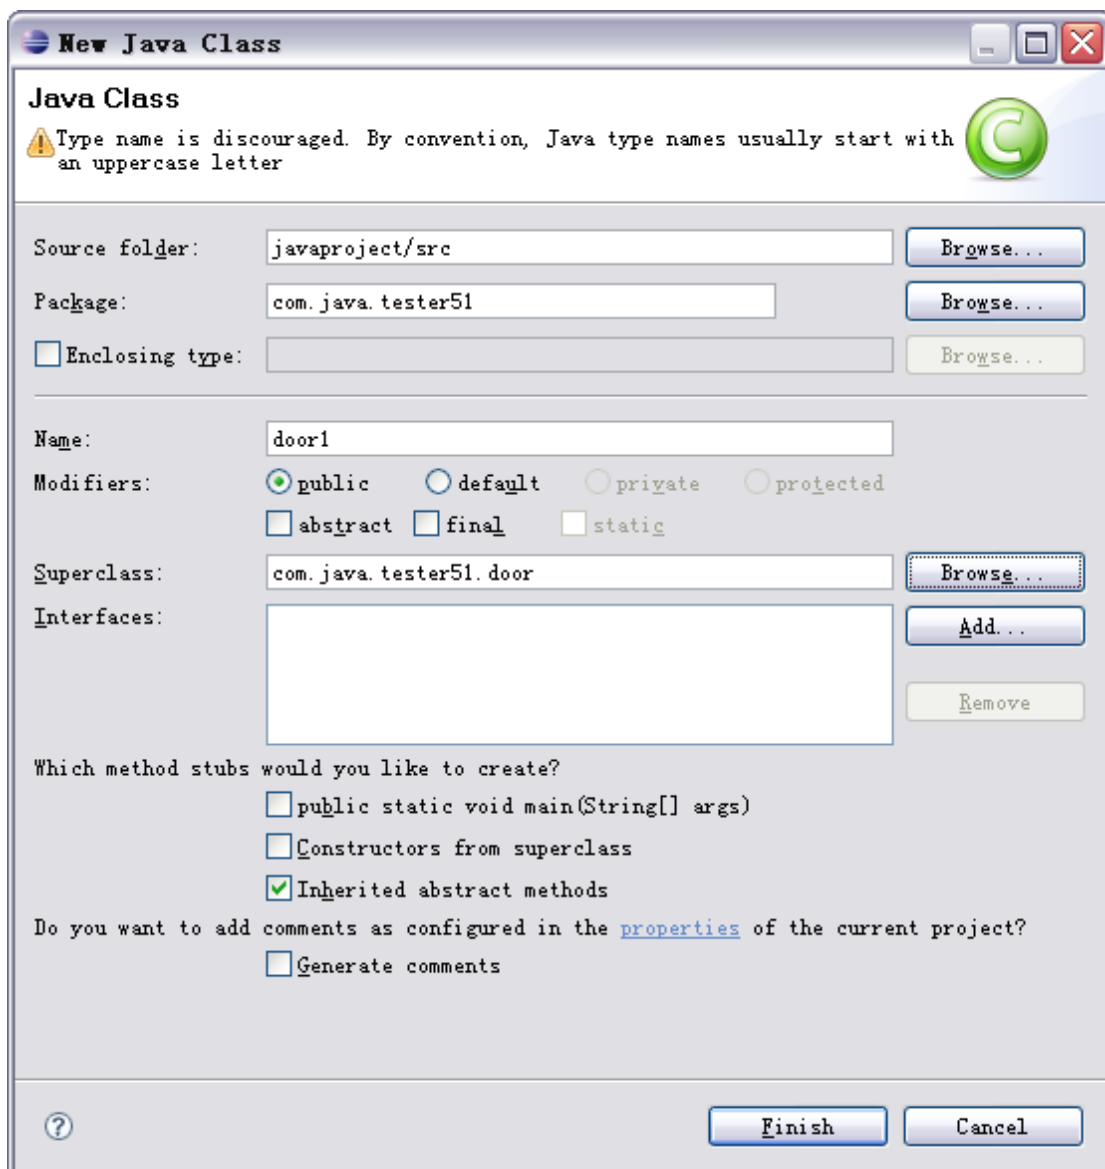 New Java Class
Java Class
Type name is discouraged. By convention, Java type names usually start with
an uppercase letter
Source folder: javaproject/src Browse...
Package: com.java.tester51 Browse...
Enclosing type: Browse...
Name: door1
Modifiers: public default private protected
abstract final static
Superclass: com.java.tester51.door Browse...
Interfaces: Add...
Remove
Which method stubs would you like to create?
public static void main(String[] args)
Constructors from superclass
Inherited abstract methods
Do you want to add comments as configured in the properties of the current project?
Generate comments
? Finish Cancel